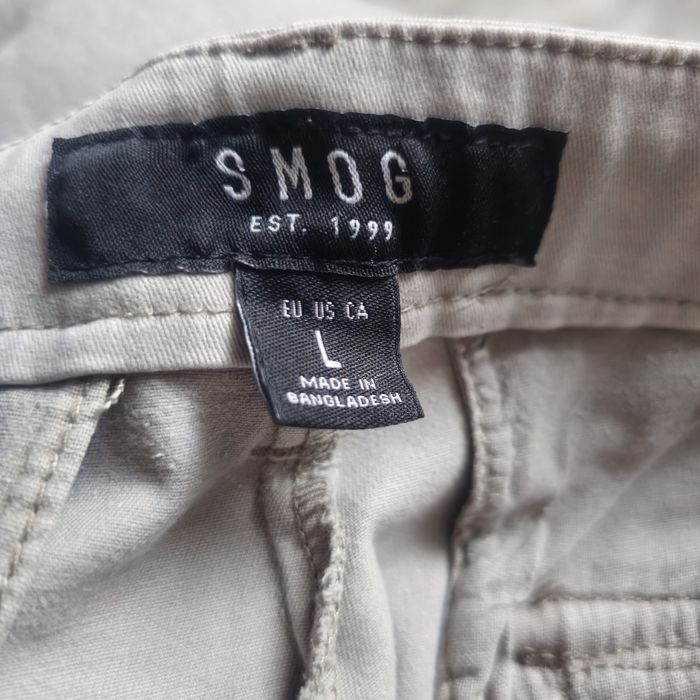 SMOG
EST. 1999
EU US CA
L
MADE IN
BANGLADESH